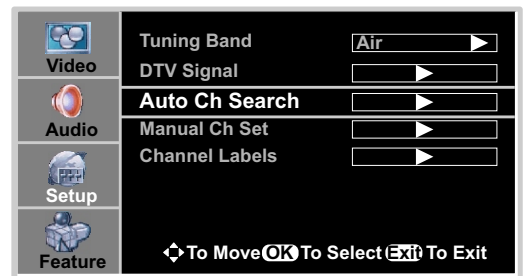 Video
Audio
Setup
Feature
Tuning Band Air
DTV Signal
Auto Ch Search
Manual Ch Set
Channel Labels
To Move OK To Select Exit To Exit